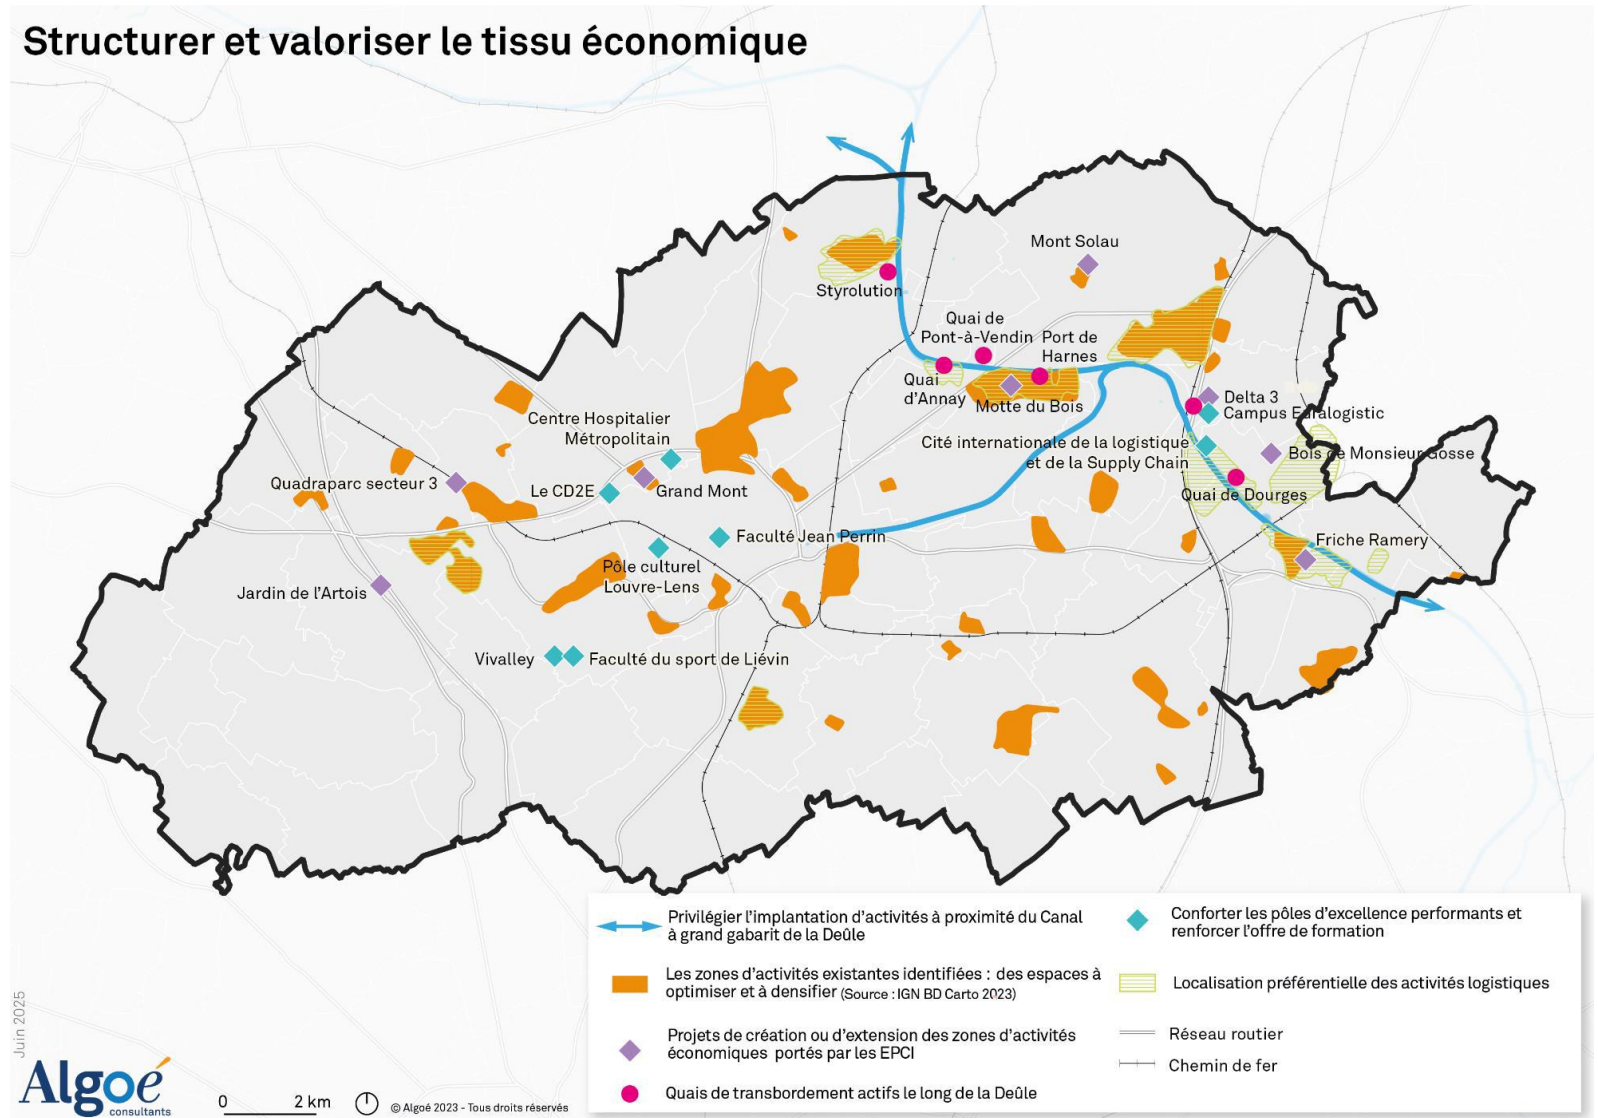 Structurer et valoriser le tissu économique
Mont Solau
Styrolution
Quai de
Pont-à-Vendin
Port de
Harnes
Quai
d'Annay
Motte du Bois
Delta 3
Campus Euralogistic
Centre Hospitalier
Métropolitain
Cité internationale de la logistique
et de la Supply Chain
Bois de Monsieur Gosse
Quadraparc secteur 3
Le CD2E
Grand Mont
Quai de Dourges
Faculté Jean Perrin
Friche Ramery
Pôle culturel
Louvre-Lens
Jardin de l'Artois
Vivalley
Faculté du sport de Liévin
Privilégier l'implantation d'activités à proximité du Canal
à grand gabarit de la Deûle
Les zones d'activités existantes identifiées : des espaces à
optimiser et à densifier (Source : IGN BD Carto 2023)
Projets de création ou d'extension des zones d'activités
économiques portés par les EPCI
Quais de transbordement actifs le long de la Deûle
Conforter les pôles d'excellence performants et
renforcer l'offre de formation
Localisation préférentielle des activités logistiques
Réseau routier
Chemin de fer
Juin 2025
Algoé
consultants
0 2 km
© Algoé 2023 - Tous droits réservés